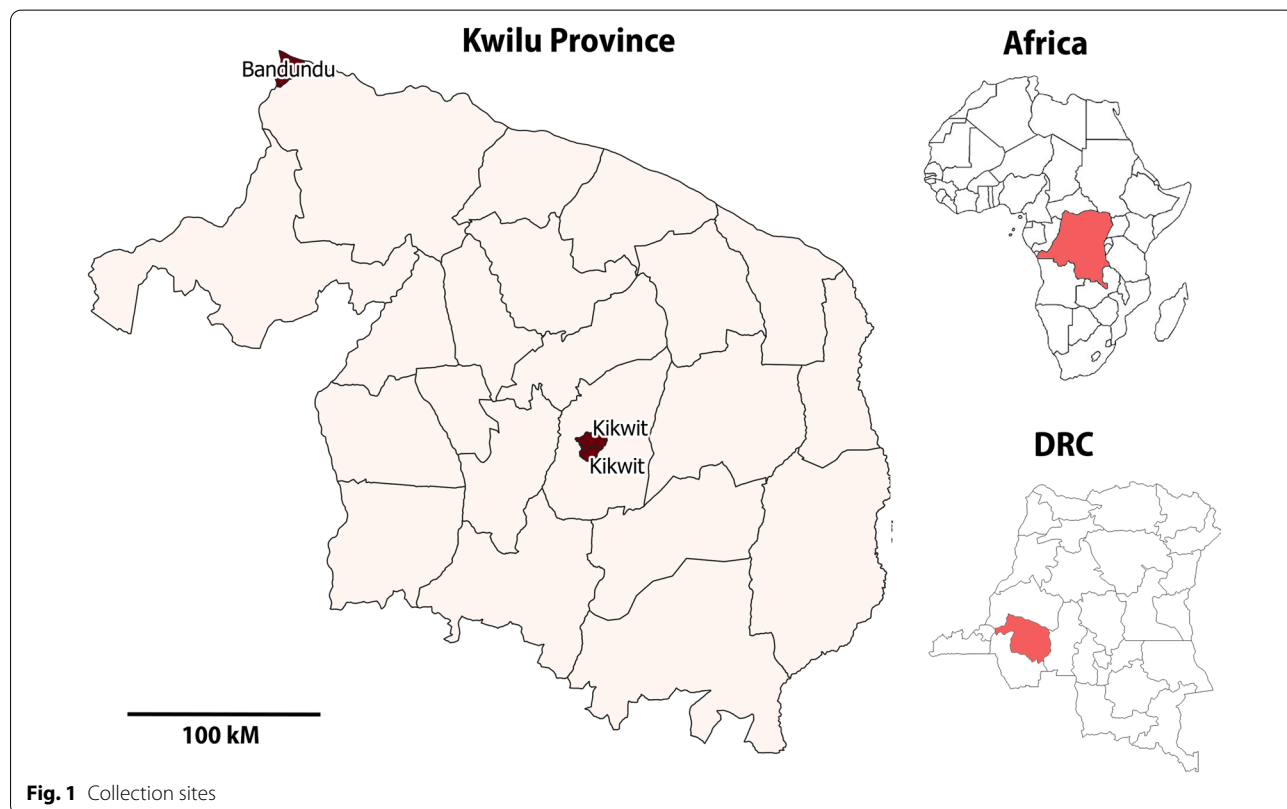 Kwilu Province
Africa
Bandundu
Kikwit
Kikwit
DRC
100 kM
Fig. 1 Collection sites